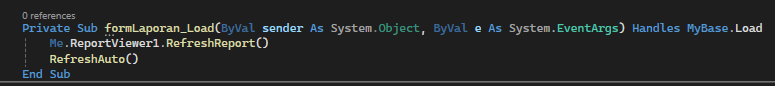 0 references
Private Sub formLaporan_Load(ByVal sender As System.Object, ByVal e As System.EventArgs) Handles MyBase.Load
Me.ReportViewer1.RefreshReport()
RefreshAuto()
End Sub